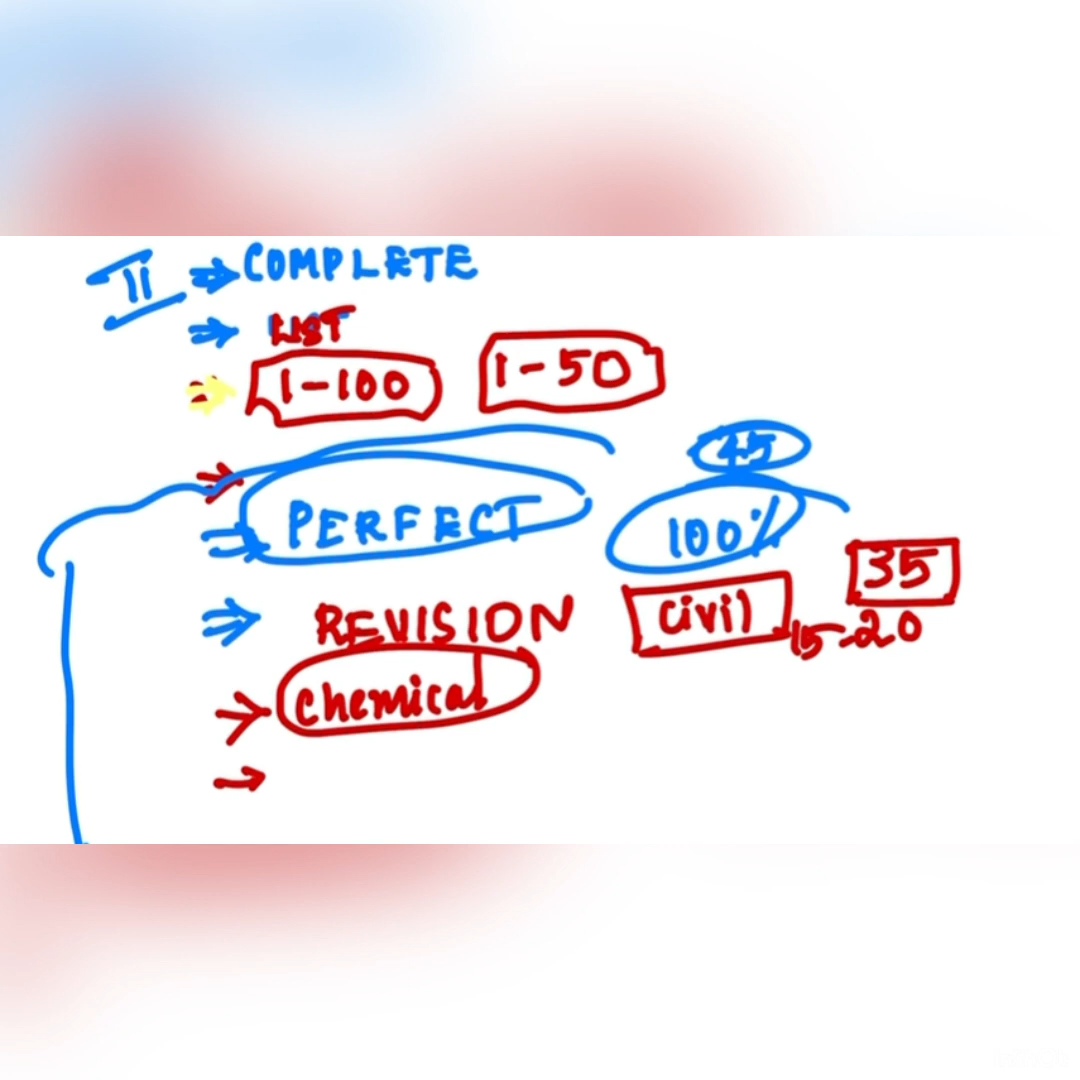 II ⇒ COMPLETE
⇒ LIST
⇒ 1-100 1-50
→ 45
⇒ PERFECT 100%
⇒ REVISION Civil 35
15-20
→ Chemical
→